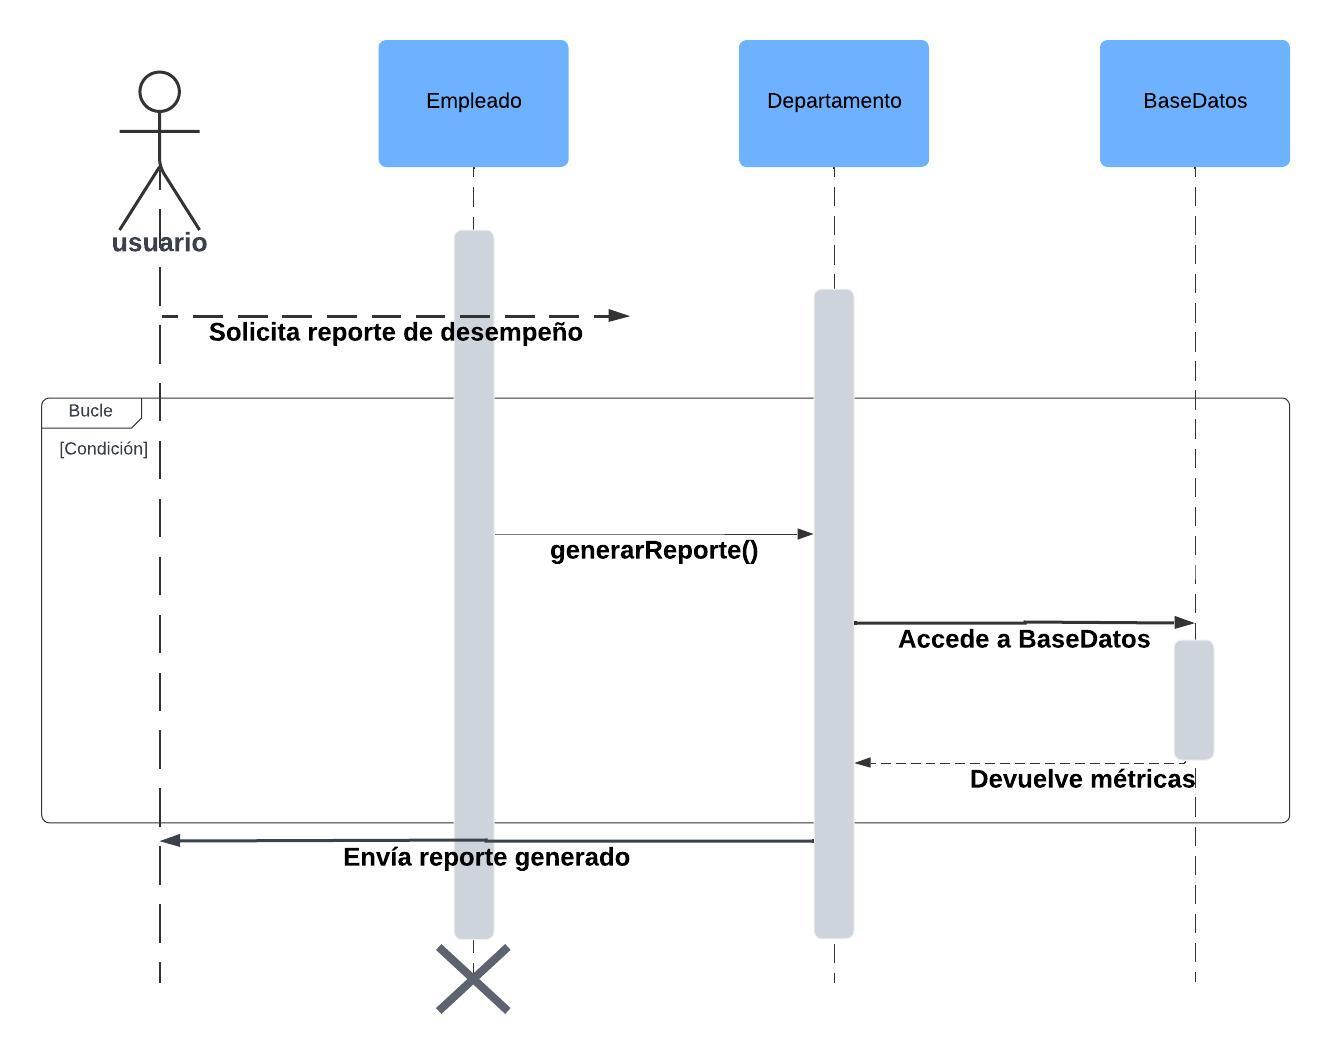 Empleado
Departamento
BaseDatos
usuario
Solicita reporte de desempeño
Bucle
[Condición]
generarReporte()
Accede a BaseDatos
Devuelve métricas
Envía reporte generado